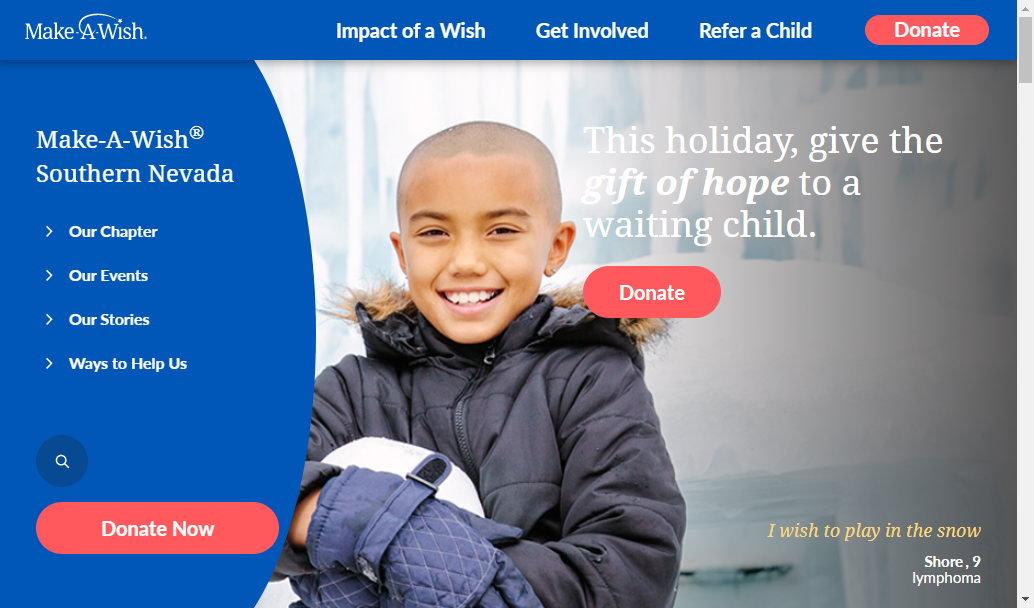 Make-A-Wish.
Impact of a Wish
Get Involved
Refer a Child
Donate
Make-A-Wish®
Southern Nevada
Our Chapter
Our Events
Our Stories
Ways to Help Us
Donate Now
This holiday, give the
gift of hope to a
waiting child.
Donate
I wish to play in the snow
Shore , 9
lymphoma